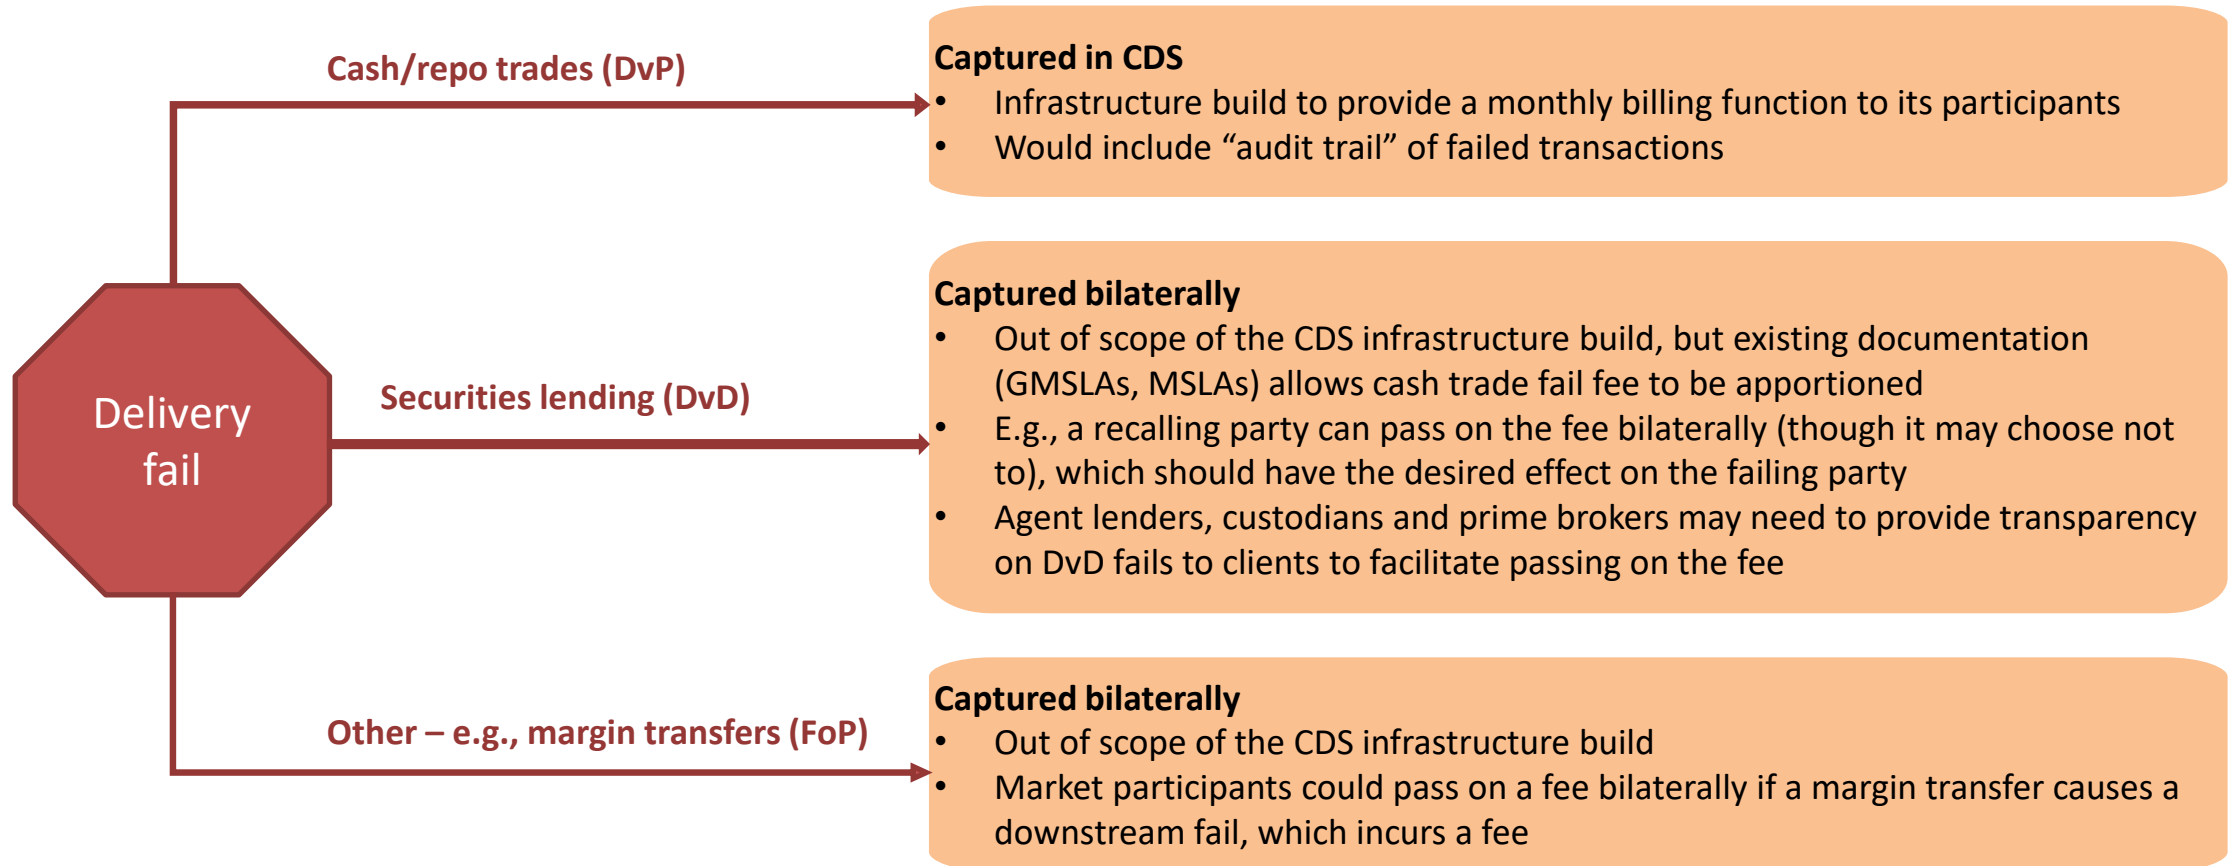 Delivery
fail
Cash/repo trades (DvP)
Captured in CDS
• Infrastructure build to provide a monthly billing function to its participants
• Would include “audit trail” of failed transactions
Securities lending (DvD)
Captured bilaterally
• Out of scope of the CDS infrastructure build, but existing documentation
(GMSLAs, MSLAs) allows cash trade fail fee to be apportioned
• E.g., a recalling party can pass on the fee bilaterally (though it may choose not
to), which should have the desired effect on the failing party
• Agent lenders, custodians and prime brokers may need to provide transparency
on DvD fails to clients to facilitate passing on the fee
Other – e.g., margin transfers (FoP)
Captured bilaterally
• Out of scope of the CDS infrastructure build
• Market participants could pass on a fee bilaterally if a margin transfer causes a
downstream fail, which incurs a fee